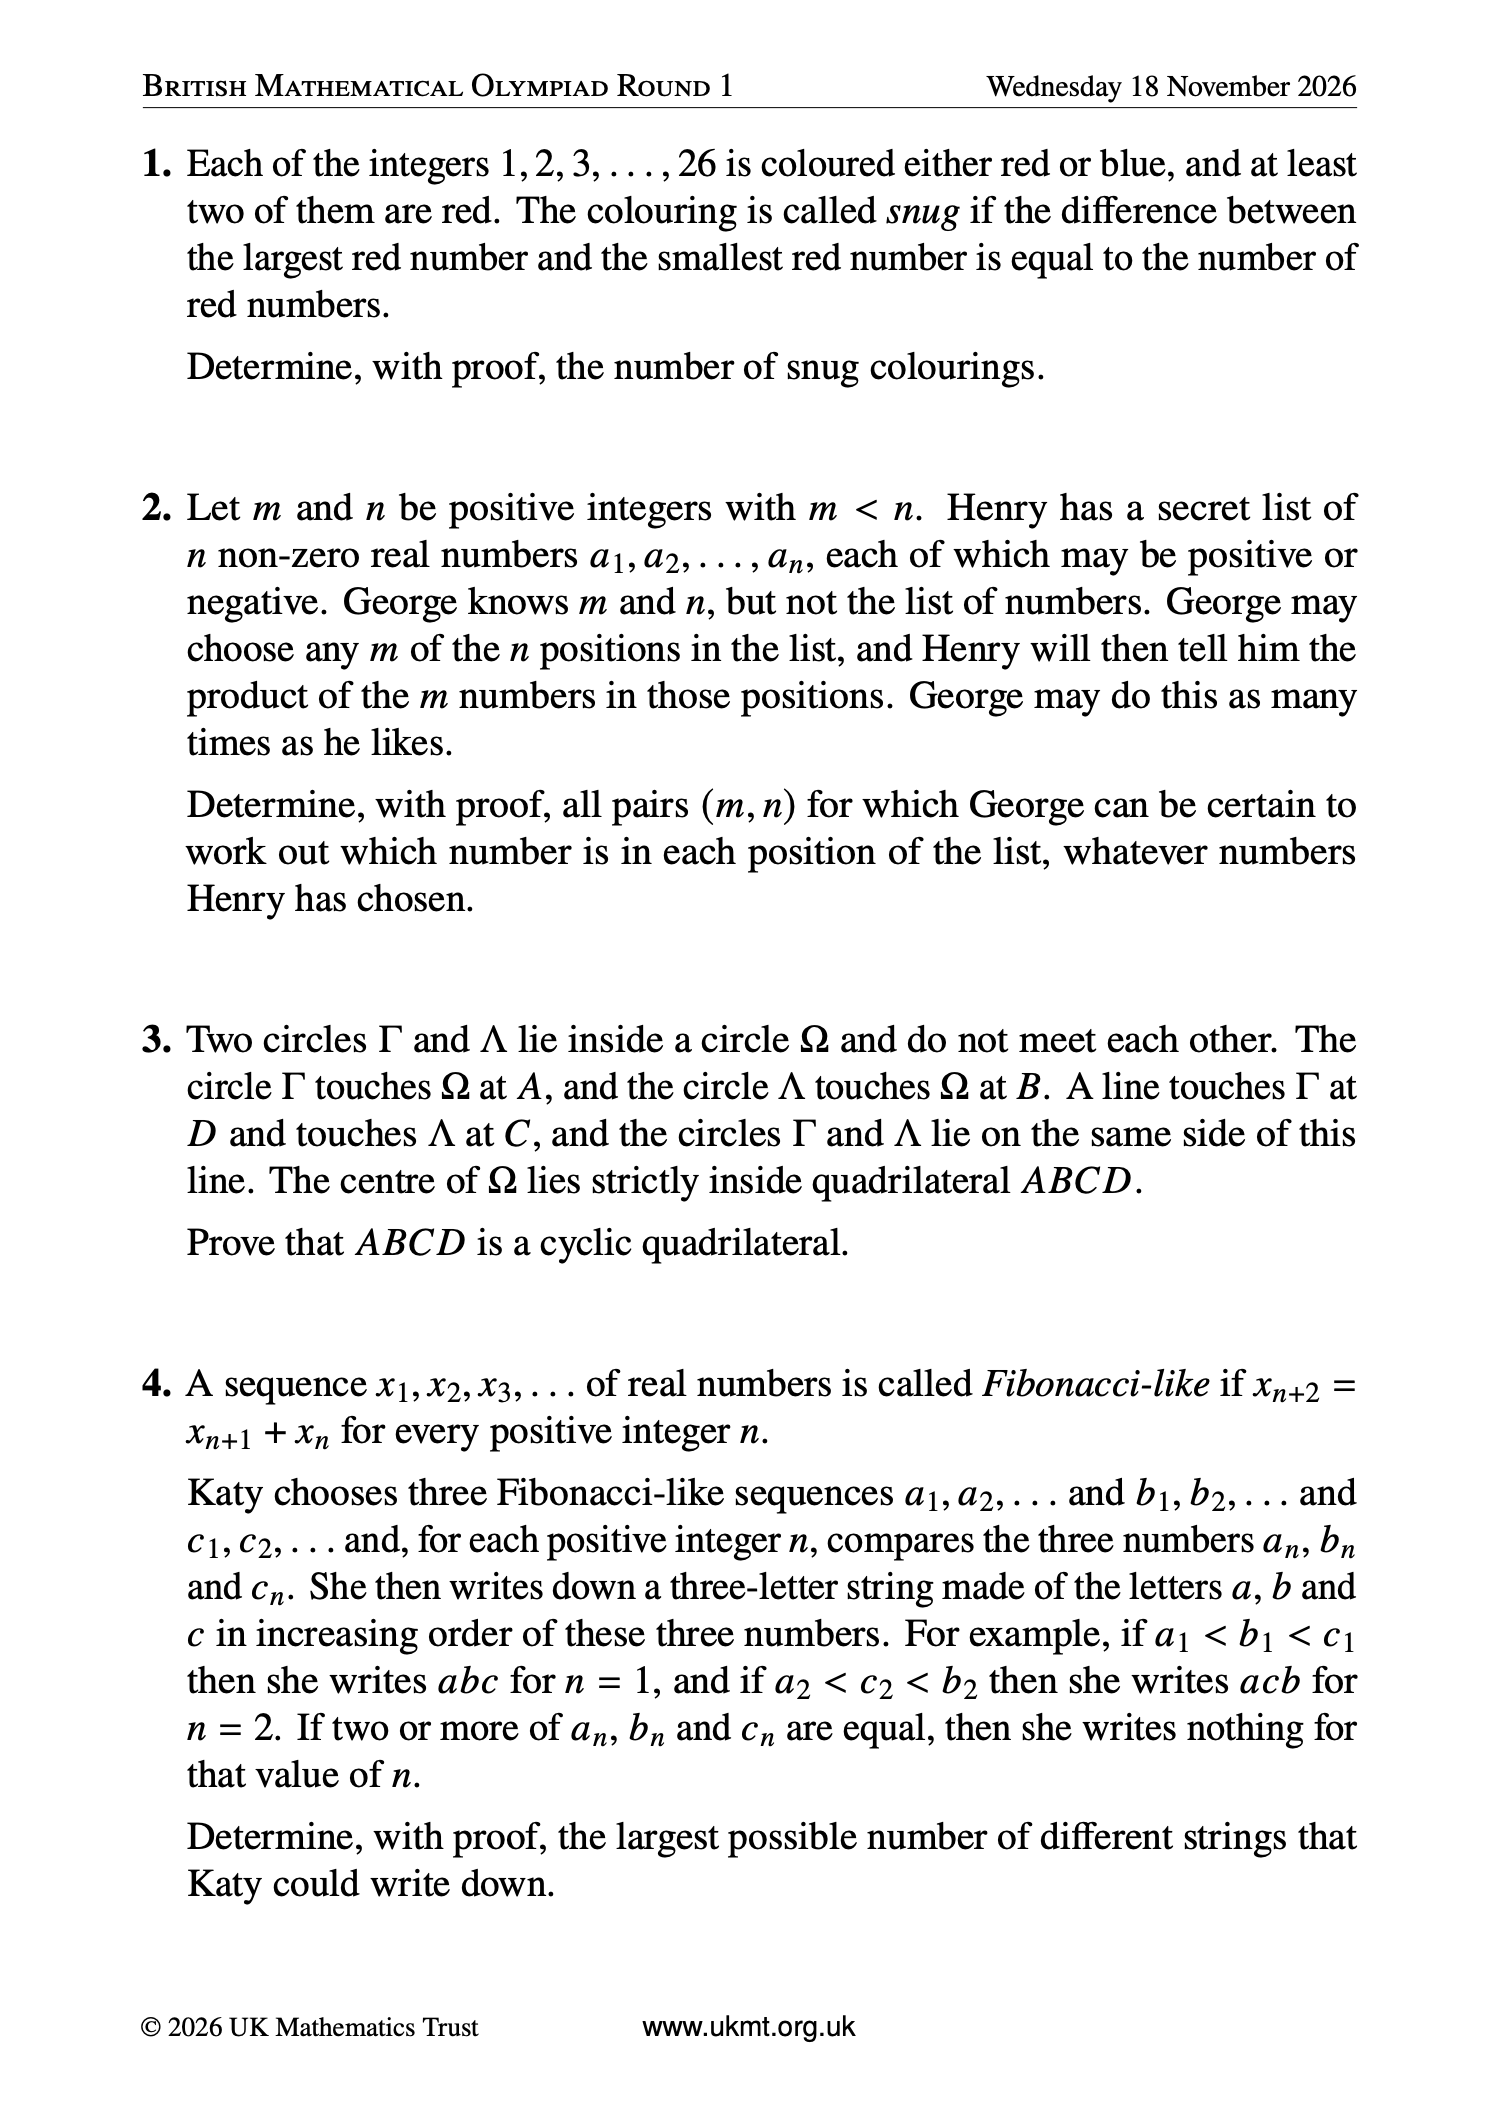 British Mathematical Olympiad Round 1 Wednesday 18 November 2026
1. Each of the integers 1, 2, 3, . . . , 26 is coloured either red or blue, and at least
two of them are red. The colouring is called snug if the difference between
the largest red number and the smallest red number is equal to the number of
red numbers.
Determine, with proof, the number of snug colourings.
2. Let m and n be positive integers with m < n. Henry has a secret list of
n non-zero real numbers a₁, a₂, . . . , aₙ, each of which may be positive or
negative. George knows m and n, but not the list of numbers. George may
choose any m of the n positions in the list, and Henry will then tell him the
product of the m numbers in those positions. George may do this as many
times as he likes.
Determine, with proof, all pairs (m, n) for which George can be certain to
work out which number is in each position of the list, whatever numbers
Henry has chosen.
3. Two circles Γ and Λ lie inside a circle Ω and do not meet each other. The
circle Γ touches Ω at A, and the circle Λ touches Ω at B. A line touches Γ at
D and touches Λ at C, and the circles Γ and Λ lie on the same side of this
line. The centre of Ω lies strictly inside quadrilateral ABCD.
Prove that ABCD is a cyclic quadrilateral.
4. A sequence x₁, x₂, x₃, . . . of real numbers is called Fibonacci-like if xₙ₊₂ =
xₙ₊₁ + xₙ for every positive integer n.
Katy chooses three Fibonacci-like sequences a₁, a₂, . . . and b₁, b₂, . . . and
c₁, c₂, . . . and, for each positive integer n, compares the three numbers aₙ, bₙ
and cₙ. She then writes down a three-letter string made of the letters a, b and
c in increasing order of these three numbers. For example, if a₁ < b₁ < c₁
then she writes abc for n = 1, and if a₂ < c₂ < b₂ then she writes acb for
n = 2. If two or more of aₙ, bₙ and cₙ are equal, then she writes nothing for
that value of n.
Determine, with proof, the largest possible number of different strings that
Katy could write down.
© 2026 UK Mathematics Trust www.ukmt.org.uk